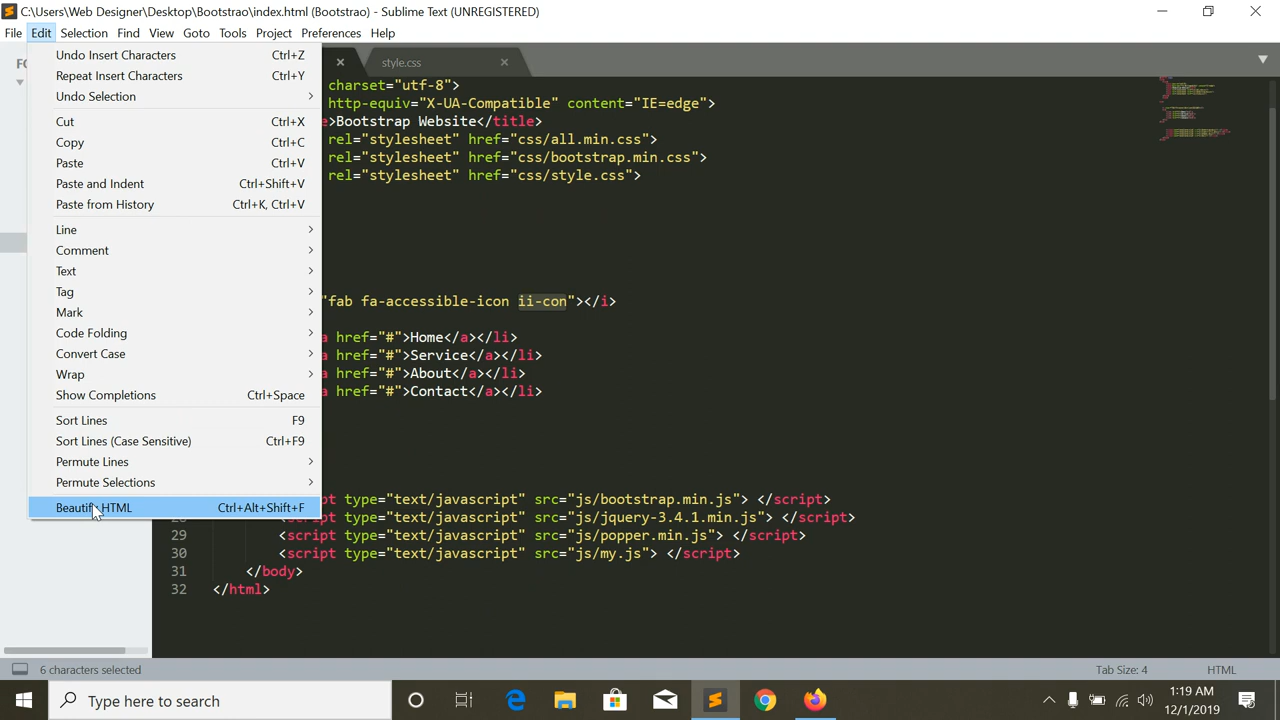 C:\Users\Web Designer\Desktop\Bootstrao\index.html (Bootstrao) - Sublime Text (UNREGISTERED)
File Edit Selection Find View Goto Tools Project Preferences Help
style.css
Undo Insert Characters Ctrl+Z
Repeat Insert Characters Ctrl+Y
Undo Selection
Cut Ctrl+X
Copy Ctrl+C
Paste Ctrl+V
Paste and Indent Ctrl+Shift+V
Paste from History Ctrl+K, Ctrl+V
Line
Comment
Text
Tag
Mark
Code Folding
Convert Case
Wrap
Show Completions Ctrl+Space
Sort Lines F9
Sort Lines (Case Sensitive) Ctrl+F9
Permute Lines
Permute Selections
Beautify HTML Ctrl+Alt+Shift+F
charset="utf-8">
http-equiv="X-UA-Compatible" content="IE=edge">
>Bootstrap Website</title>
rel="stylesheet" href="css/all.min.css">
rel="stylesheet" href="css/bootstrap.min.css">
rel="stylesheet" href="css/style.css">
"fab fa-accessible-icon ii-con"></i>
a href="#">Home</a></li>
a href="#">Service</a></li>
a href="#">About</a></li>
a href="#">Contact</a></li>
ript type="text/javascript" src="js/bootstrap.min.js"> </script>
28 <script type="text/javascript" src="js/jquery-3.4.1.min.js"> </script>
29 <script type="text/javascript" src="js/popper.min.js"> </script>
30 <script type="text/javascript" src="js/my.js"> </script>
31 </body>
32 </html>
6 characters selected Tab Size: 4 HTML
Type here to search
1:19 AM
12/1/2019